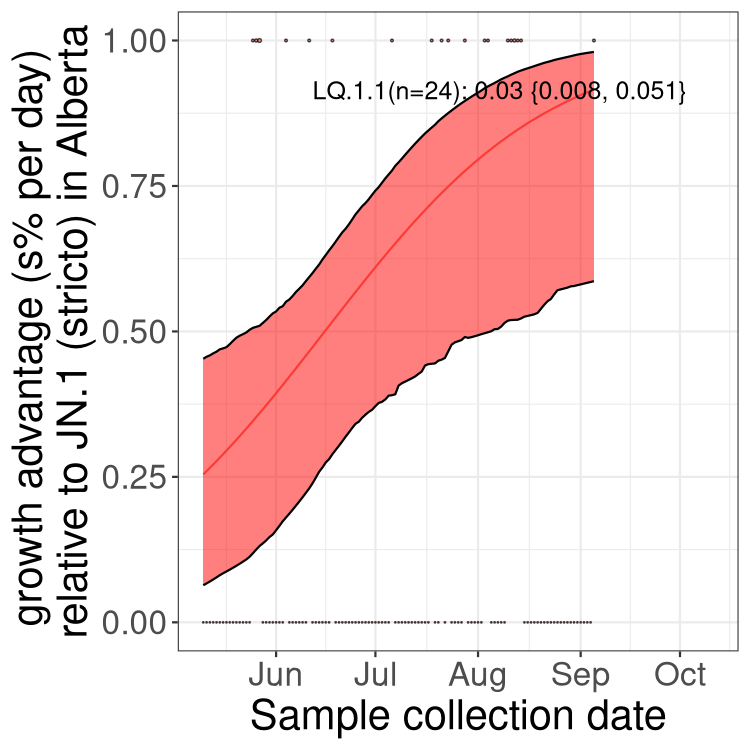 growth advantage (s% per day)
relative to JN.1 (stricto) in Alberta
1.00
0.75
0.50
0.25
0.00
LQ.1.1(n=24): 0.03 {0.008, 0.051}
Jun Jul Aug Sep Oct
Sample collection date